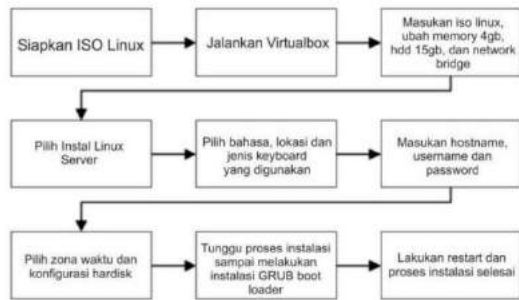 Siapkan ISO Linux
Jalankan Virtualbox
Masukan iso linux,
ubah memory 4gb,
hdd 15gb, dan network
bridge
Pilih Instal Linux
Server
Pilih bahasa, lokasi dan
jenis keyboard
yang digunakan
Masukan hostname,
username dan
password
Pilih zona waktu dan
konfigurasi hardisk
Tunggu proses instalasi
sampai melakukan
instalasi GRUB boot
loader
Lakukan restart dan
proses instalasi selesai